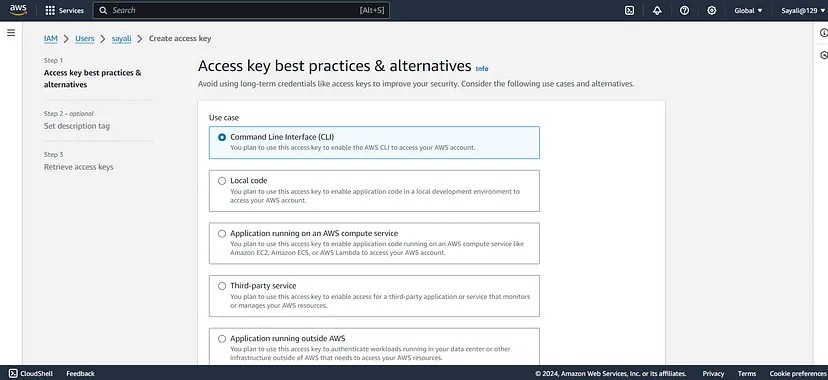 aws Services Search [Alt+S] Global Sayali@129
IAM > Users > sayali > Create access key
Step 1
Access key best practices &
alternatives
Step 2 - optional
Set description tag
Step 3
Retrieve access keys
Access key best practices & alternatives Info
Avoid using long-term credentials like access keys to improve your security. Consider the following use cases and alternatives.
Use case
Command Line Interface (CLI)
You plan to use this access key to enable the AWS CLI to access your AWS account.
Local code
You plan to use this access key to enable application code in a local development environment to
access your AWS account.
Application running on an AWS compute service
You plan to use this access key to enable application code running on an AWS compute service like
Amazon EC2, Amazon ECS, or AWS Lambda to access your AWS account.
Third-party service
You plan to use this access key to enable access for a third-party application or service that monitors
or manages your AWS resources.
Application running outside AWS
You plan to use this access key to authenticate workloads running in your data center or other
infrastructure outside of AWS that needs to access your AWS resources.
CloudShell Feedback © 2024, Amazon Web Services, Inc. or its affiliates. Privacy Terms Cookie preferences